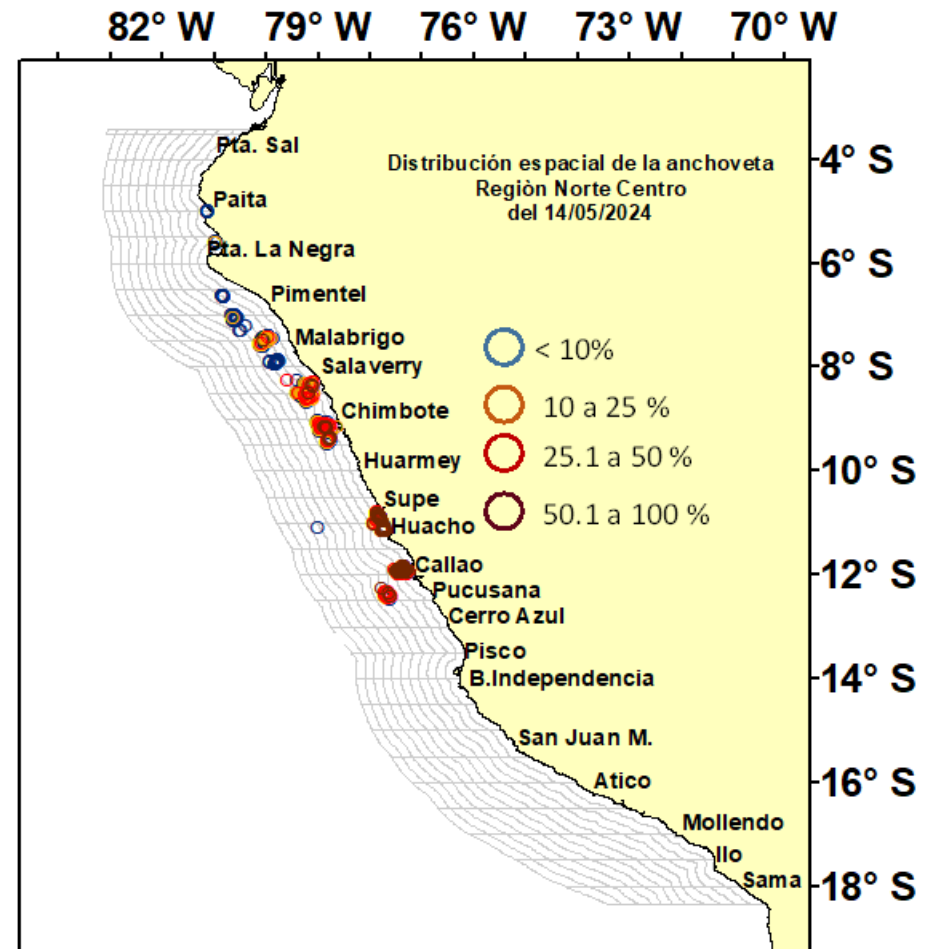 82° W 79° W 76° W 73° W 70° W
Pta. Sal
4° S
Distribución espacial de la anchoveta
Regiòn Norte Centro
del 14/05/2024
Paita
Pta. La Negra
6° S
Pimentel
Malabrigo
< 10%
Salaverry
8° S
Chimbote
10 a 25 %
Huarmey
25.1 a 50 %
10° S
Supe
50.1 a 100 %
Huacho
Callao
12° S
Pucusana
Cerro Azul
Pisco
B.Independencia
14° S
San Juan M.
Atico
16° S
Mollendo
Ilo
Sama
18° S